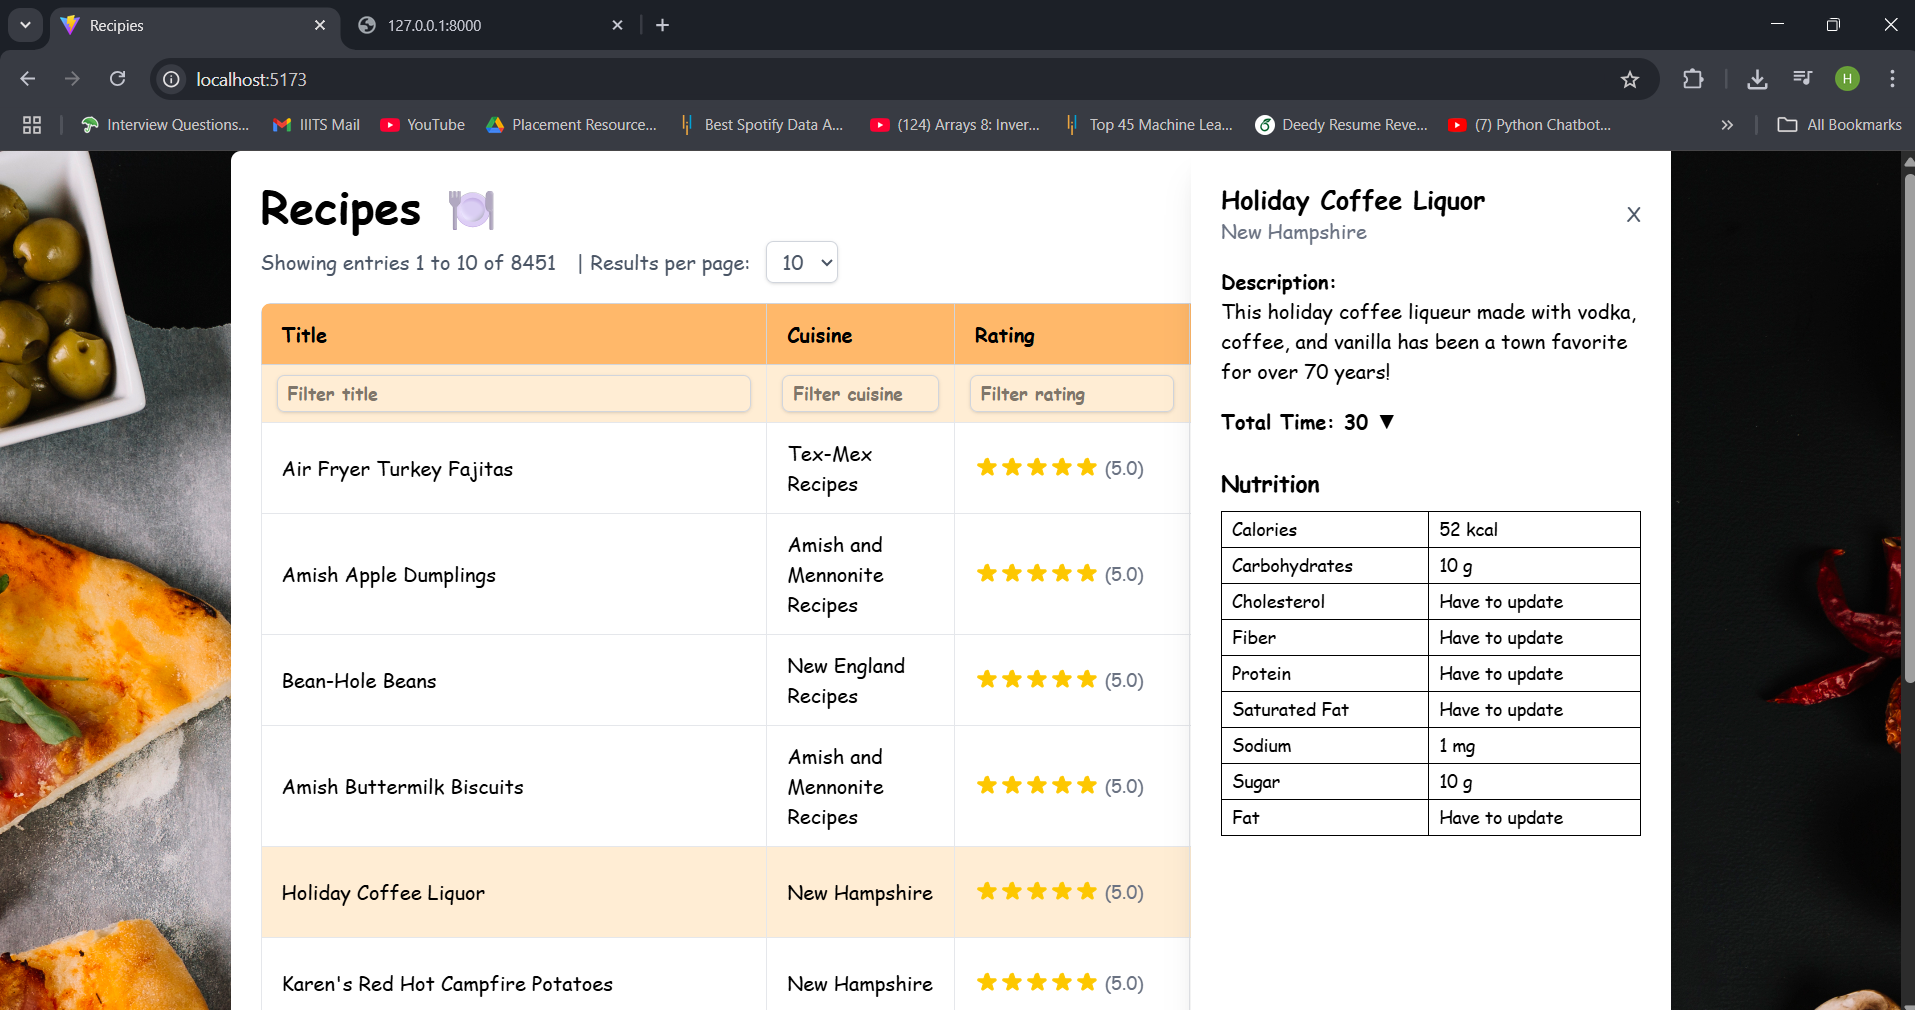 Recipies
127.0.0.1:8000
localhost:5173
H
Interview Questions...
IIITS Mail
YouTube
Placement Resource...
Best Spotify Data A...
(124) Arrays 8: Inver...
Top 45 Machine Lea...
Deedy Resume Reve...
(7) Python Chatbot...
All Bookmarks
Recipes
Showing entries 1 to 10 of 8451 | Results per page: 10
Title Cuisine Rating
Filter title Filter cuisine Filter rating
Air Fryer Turkey Fajitas
Tex-Mex
Recipes
(5.0)
Amish Apple Dumplings
Amish and
Mennonite
Recipes
(5.0)
Bean-Hole Beans
New England
Recipes
(5.0)
Amish Buttermilk Biscuits
Amish and
Mennonite
Recipes
(5.0)
Holiday Coffee Liquor New Hampshire (5.0)
Karen's Red Hot Campfire Potatoes New Hampshire (5.0)
Holiday Coffee Liquor
X
New Hampshire
Description:
This holiday coffee liqueur made with vodka,
coffee, and vanilla has been a town favorite
for over 70 years!
Total Time: 30 ▼
Nutrition
Calories 52 kcal
Carbohydrates 10 g
Cholesterol Have to update
Fiber Have to update
Protein Have to update
Saturated Fat Have to update
Sodium 1 mg
Sugar 10 g
Fat Have to update